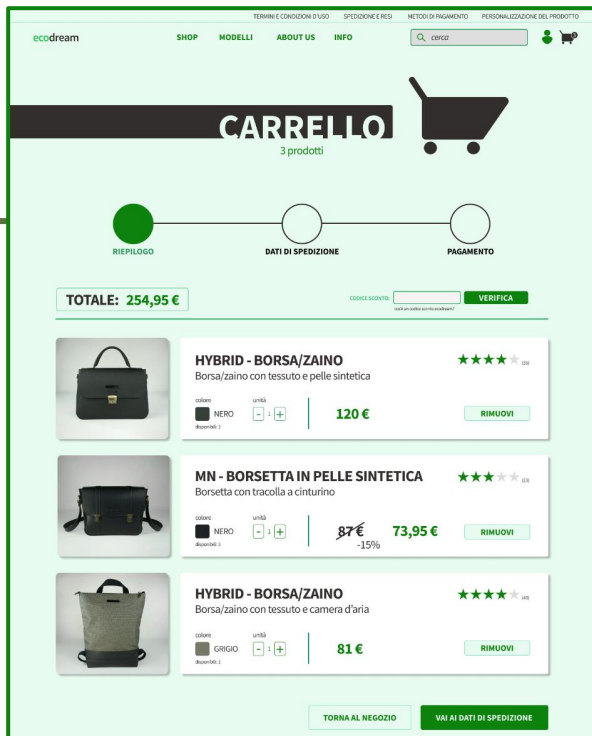 TERMINI E CONDIZIONI D'USO SPEDIZIONE E RESI METODI DI PAGAMENTO PERSONALIZZAZIONE DEL PRODOTTO
ecodream SHOP MODELLI ABOUT US INFO cerca
CARRELLO
3 prodotti
RIEPILOGO DATI DI SPEDIZIONE PAGAMENTO
TOTALE: 254,95 € CODICE SCONTO: VERIFICA
HYBRID - BORSA/ZAINO
Borsa/zaino con tessuto e pelle sintetica
colore unità
NERO - 1 + 120 € RIMUOVI
disponibili: 2
MN - BORSETTA IN PELLE SINTETICA
Borsetta con tracolla a cinturino
colore unità
NERO - 1 + 87 € 73,95 € RIMUOVI
-15%
HYBRID - BORSA/ZAINO
Borsa/zaino con tessuto e camera d'aria
colore unità
GRIGIO - 1 + 81 € RIMUOVI
disponibili: 2
TORNA AL NEGOZIO VAI AI DATI DI SPEDIZIONE